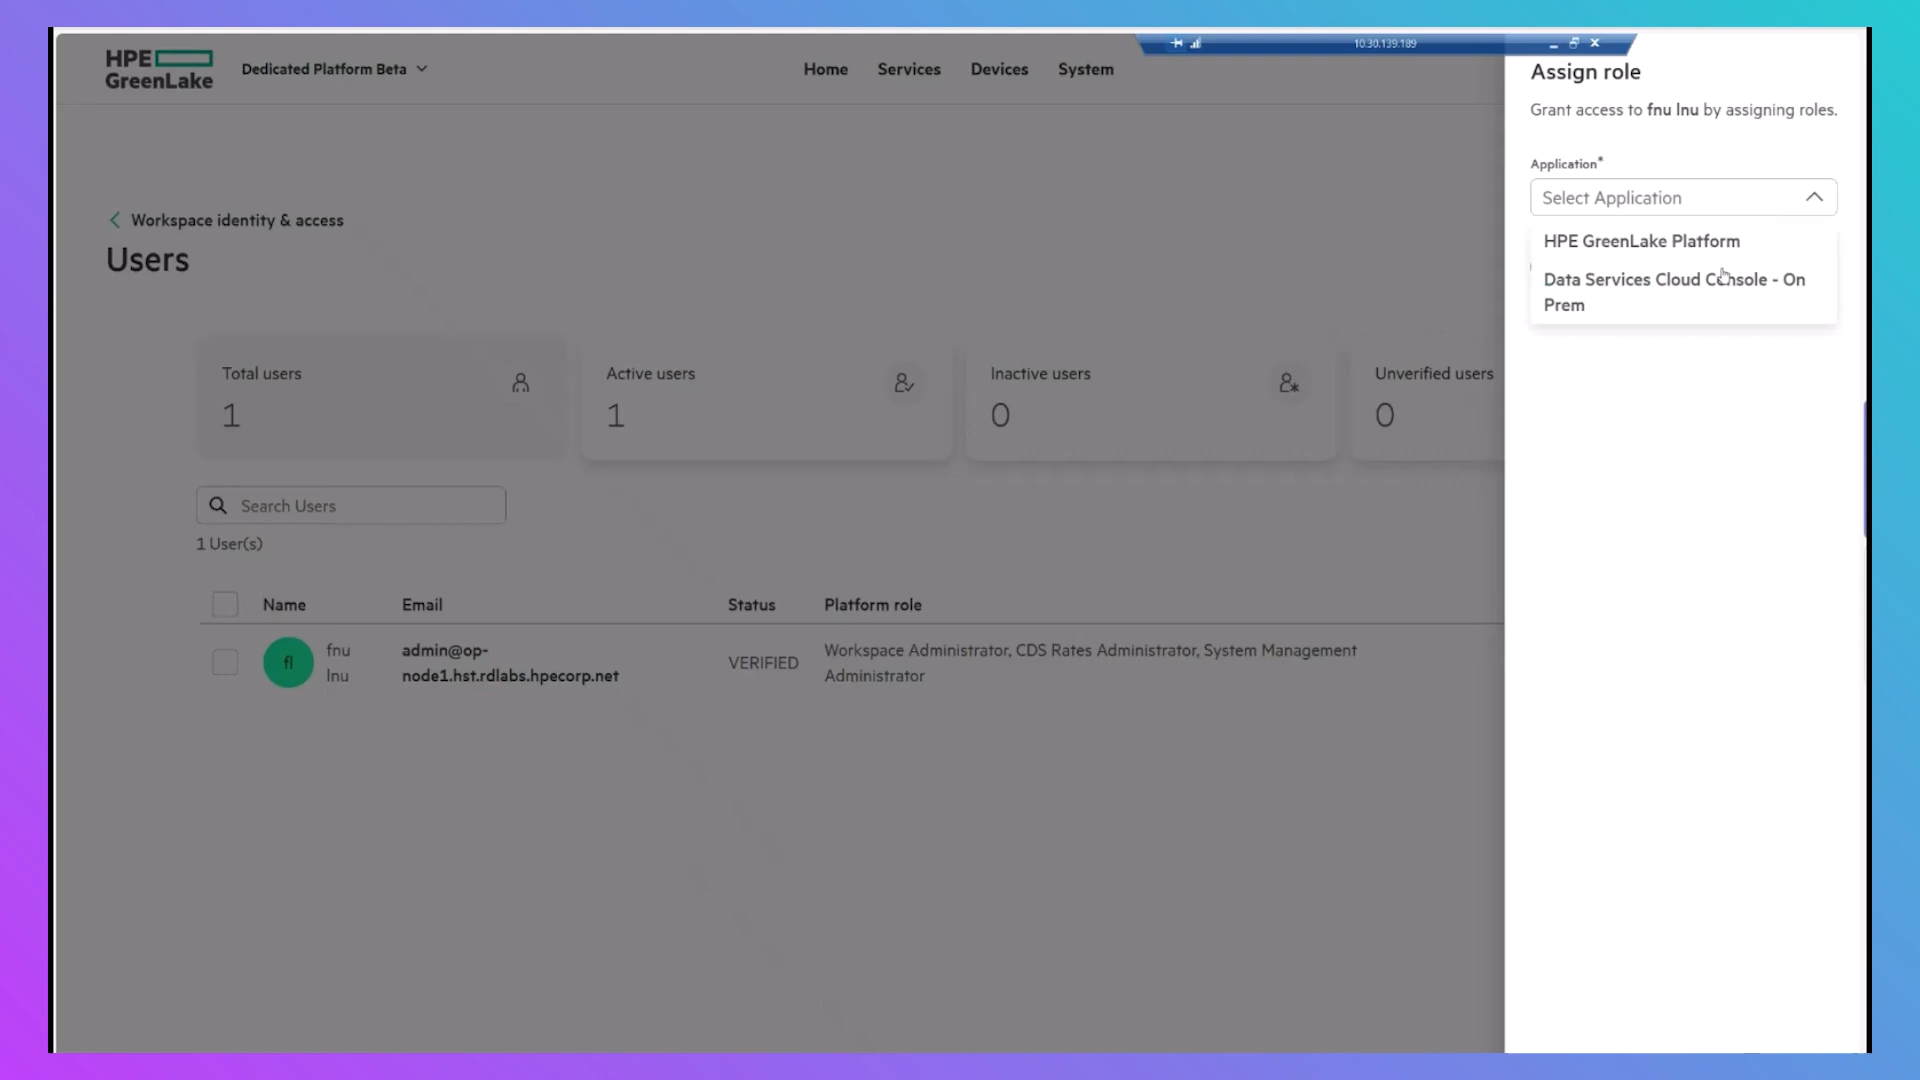 HPE
GreenLake
Dedicated Platform Beta
Home
Services
Devices
System
10.30.139.189
Assign role
Grant access to fnu lnu by assigning roles.
Application*
Select Application
HPE GreenLake Platform
Data Services Cloud Console - On
Prem
Workspace identity & access
Users
Total users
1
Active users
1
Inactive users
0
Unverified users
0
Search Users
1 User(s)
Name
Email
Status
Platform role
fl
fnu
lnu
admin@op-
node1.hst.rdlabs.hpecorp.net
VERIFIED
Workspace Administrator, CDS Rates Administrator, System Management
Administrator